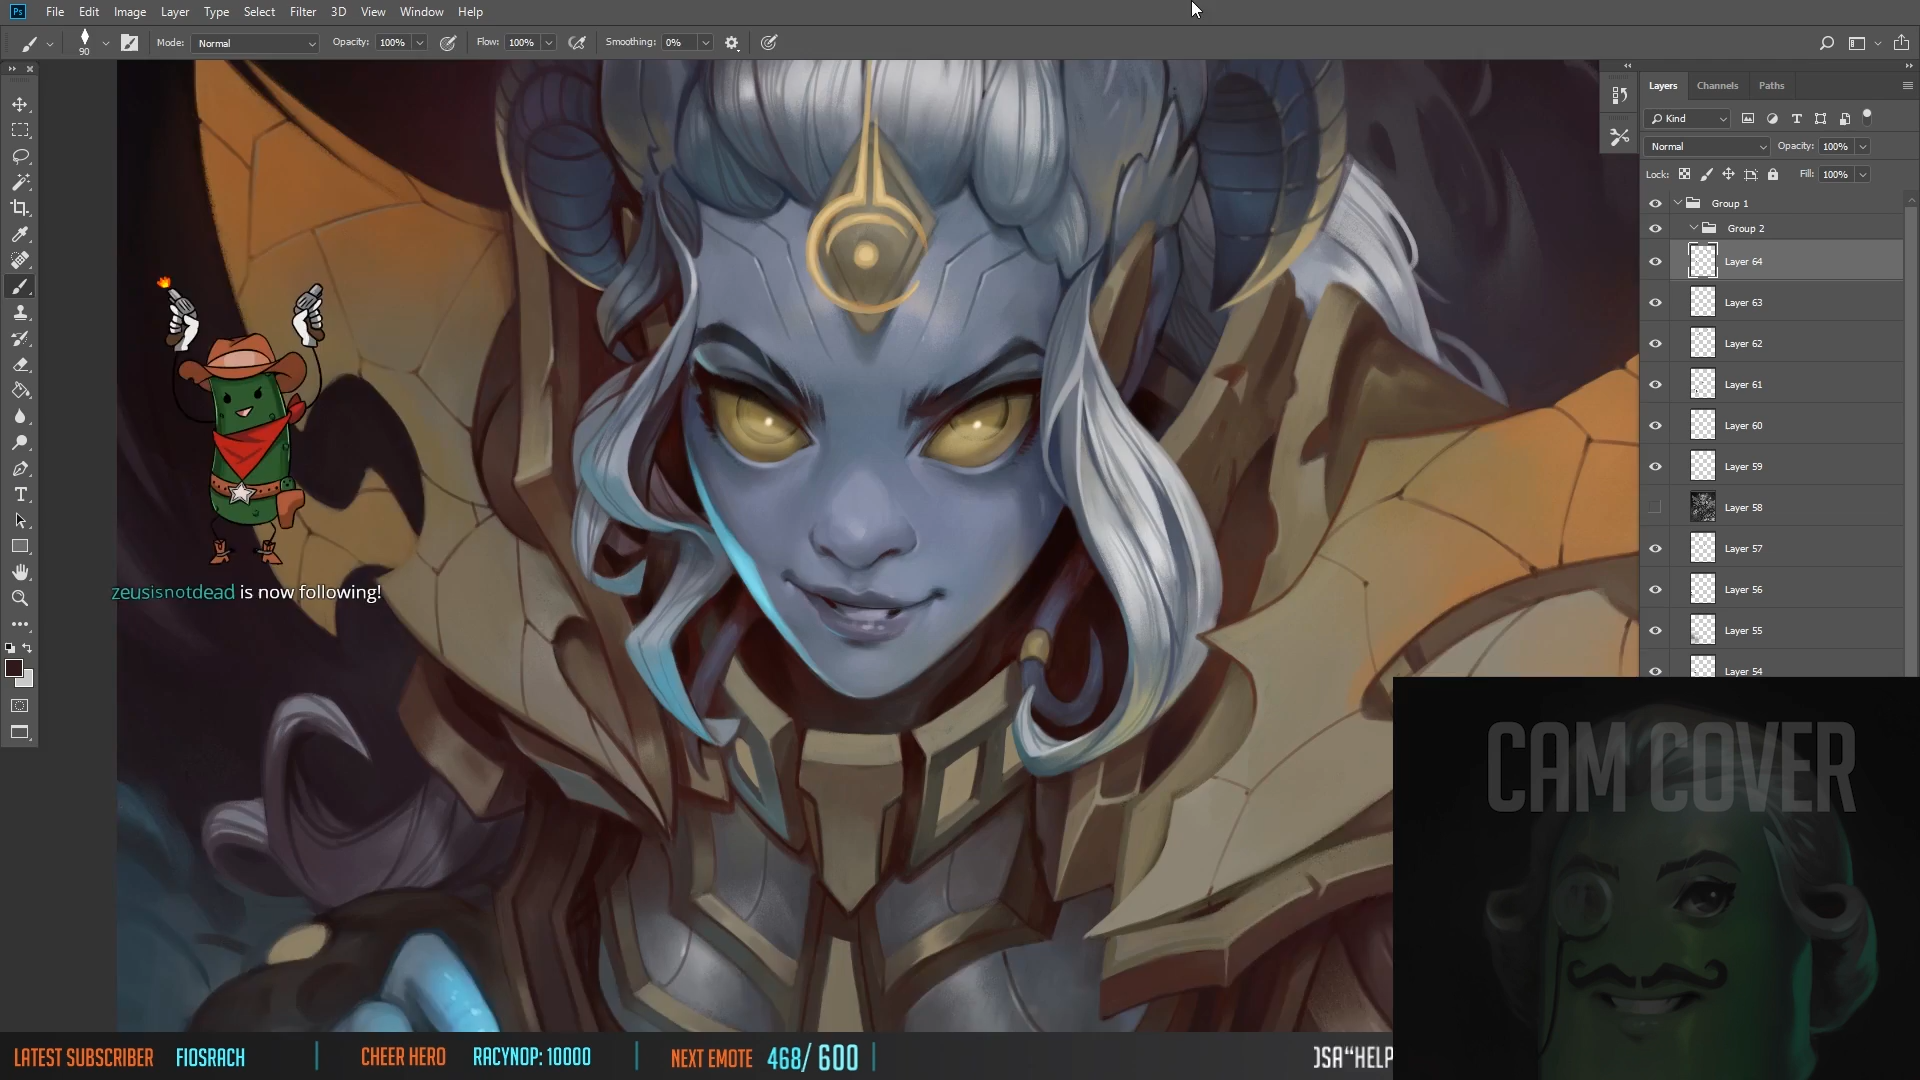 Ps File Edit Image Layer Type Select Filter 3D View Window Help
90 Mode: Normal Opacity: 100% Flow: 100% Smoothing: 0%
Layers Channels Paths
Kind
Normal Opacity: 100%
Lock: Fill: 100%
Group 1
Group 2
Layer 64
Layer 63
Layer 62
Layer 61
Layer 60
Layer 59
Layer 58
Layer 57
Layer 56
Layer 55
Layer 54
zeusisnotdead is now following!
CAM COVER
LATEST SUBSCRIBER FIOSRACH CHEER HERO RACYNOP: 10000 NEXT EMOTE 468/ 600 JSA“HELP